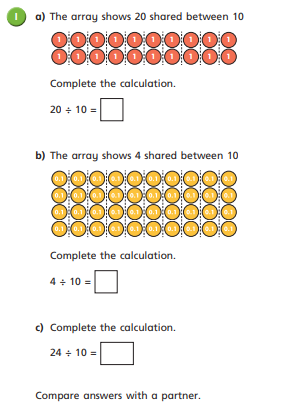 1 a) The array shows 20 shared between 10
1 1 1 1 1 1 1 1 1 1
1 1 1 1 1 1 1 1 1 1
Complete the calculation.
20 ÷ 10 =
b) The array shows 4 shared between 10
0.1 0.1 0.1 0.1 0.1 0.1 0.1 0.1 0.1 0.1
0.1 0.1 0.1 0.1 0.1 0.1 0.1 0.1 0.1 0.1
0.1 0.1 0.1 0.1 0.1 0.1 0.1 0.1 0.1 0.1
0.1 0.1 0.1 0.1 0.1 0.1 0.1 0.1 0.1 0.1
Complete the calculation.
4 ÷ 10 =
c) Complete the calculation.
24 ÷ 10 =
Compare answers with a partner.